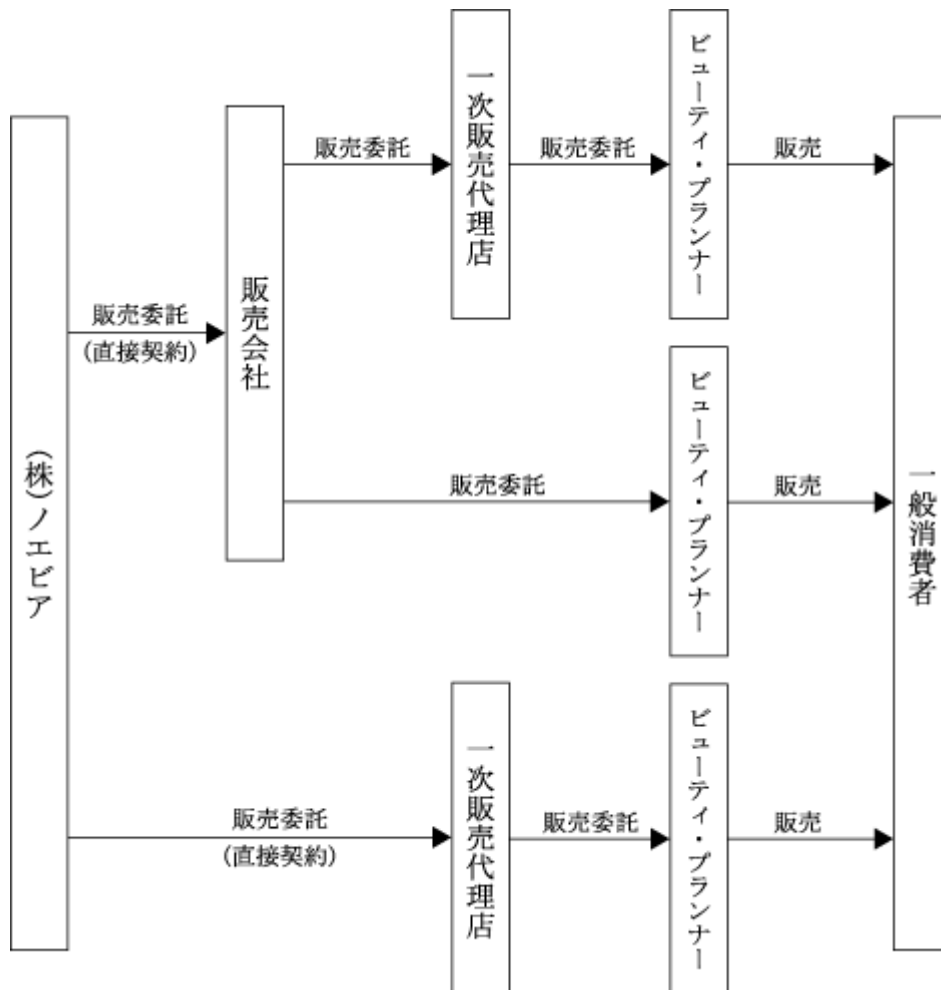 (株)ノエビア
販売委託
(直接契約)
販売会社
販売委託
一次販売代理店
販売委託
ビューティ・プランナー
販売
販売委託
ビューティ・プランナー
販売
販売委託
(直接契約)
一次販売代理店
販売委託
ビューティ・プランナー
販売
一般消費者